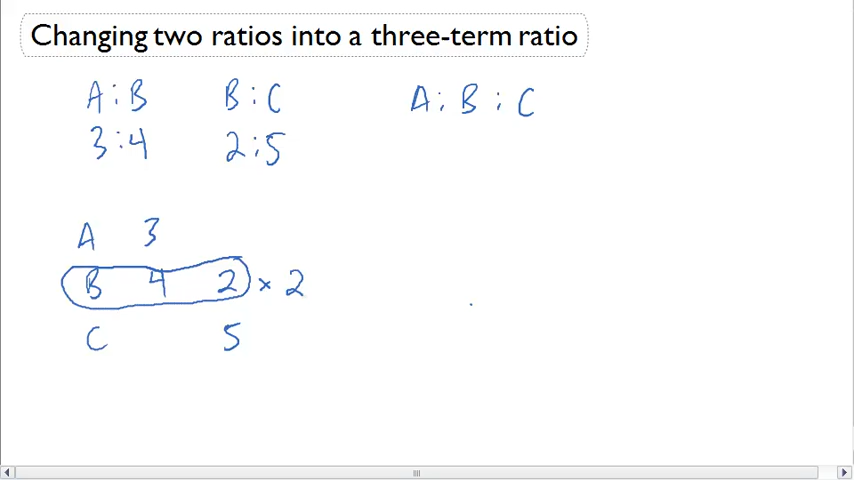 Changing two ratios into a three-term ratio
A:B B:C A:B:C
3:4 2:5
A 3
B 4 2 × 2
C 5